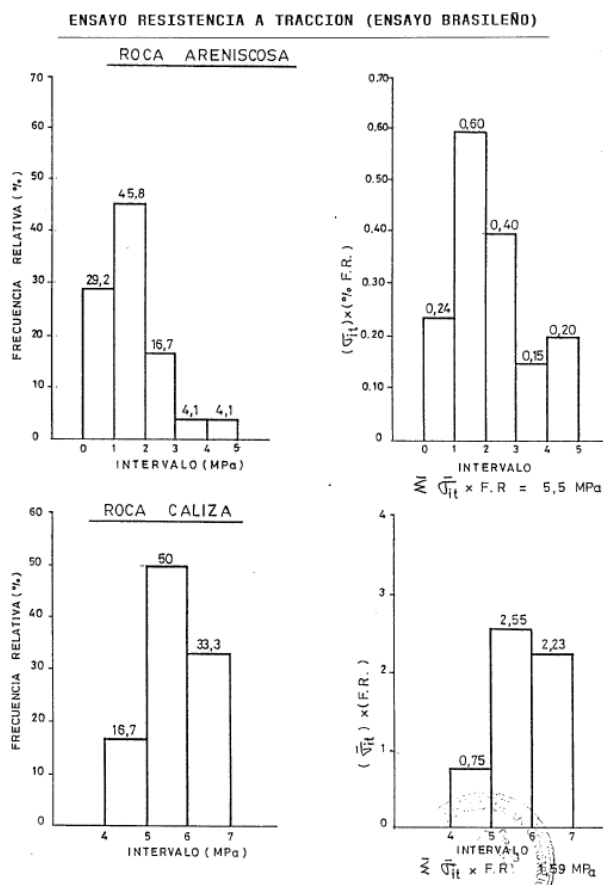 ENSAYO RESISTENCIA A TRACCION (ENSAYO BRASILEÑO)
ROCA ARENISCOSA
FRECUENCIA RELATIVA (%)
70
60
50
40
30
20
10
0
29,2
45,8
16,7
4,1
4,1
0 1 2 3 4 5
INTERVALO (MPa)
(σ̄it) x (% F.R.)
0,70
0,60
0.40
0.30
0.20
0.10
0
0,24
0,60
0,40
0,15
0,20
0 1 2 3 4 5
INTERVALO
Σ σ̄it x F.R = 5,5 MPa
ROCA CALIZA
FRECUENCIA RELATIVA (%)
60
50
40
30
20
10
0
16,7
50
33,3
4 5 6 7
INTERVALO (MPa)
(σ̄it) x (F.R.)
4
3
2
1
0
0,75
2,55
2,23
4 5 6 7
INTERVALO
Σ σ̄it x F.R 1,59 MPa